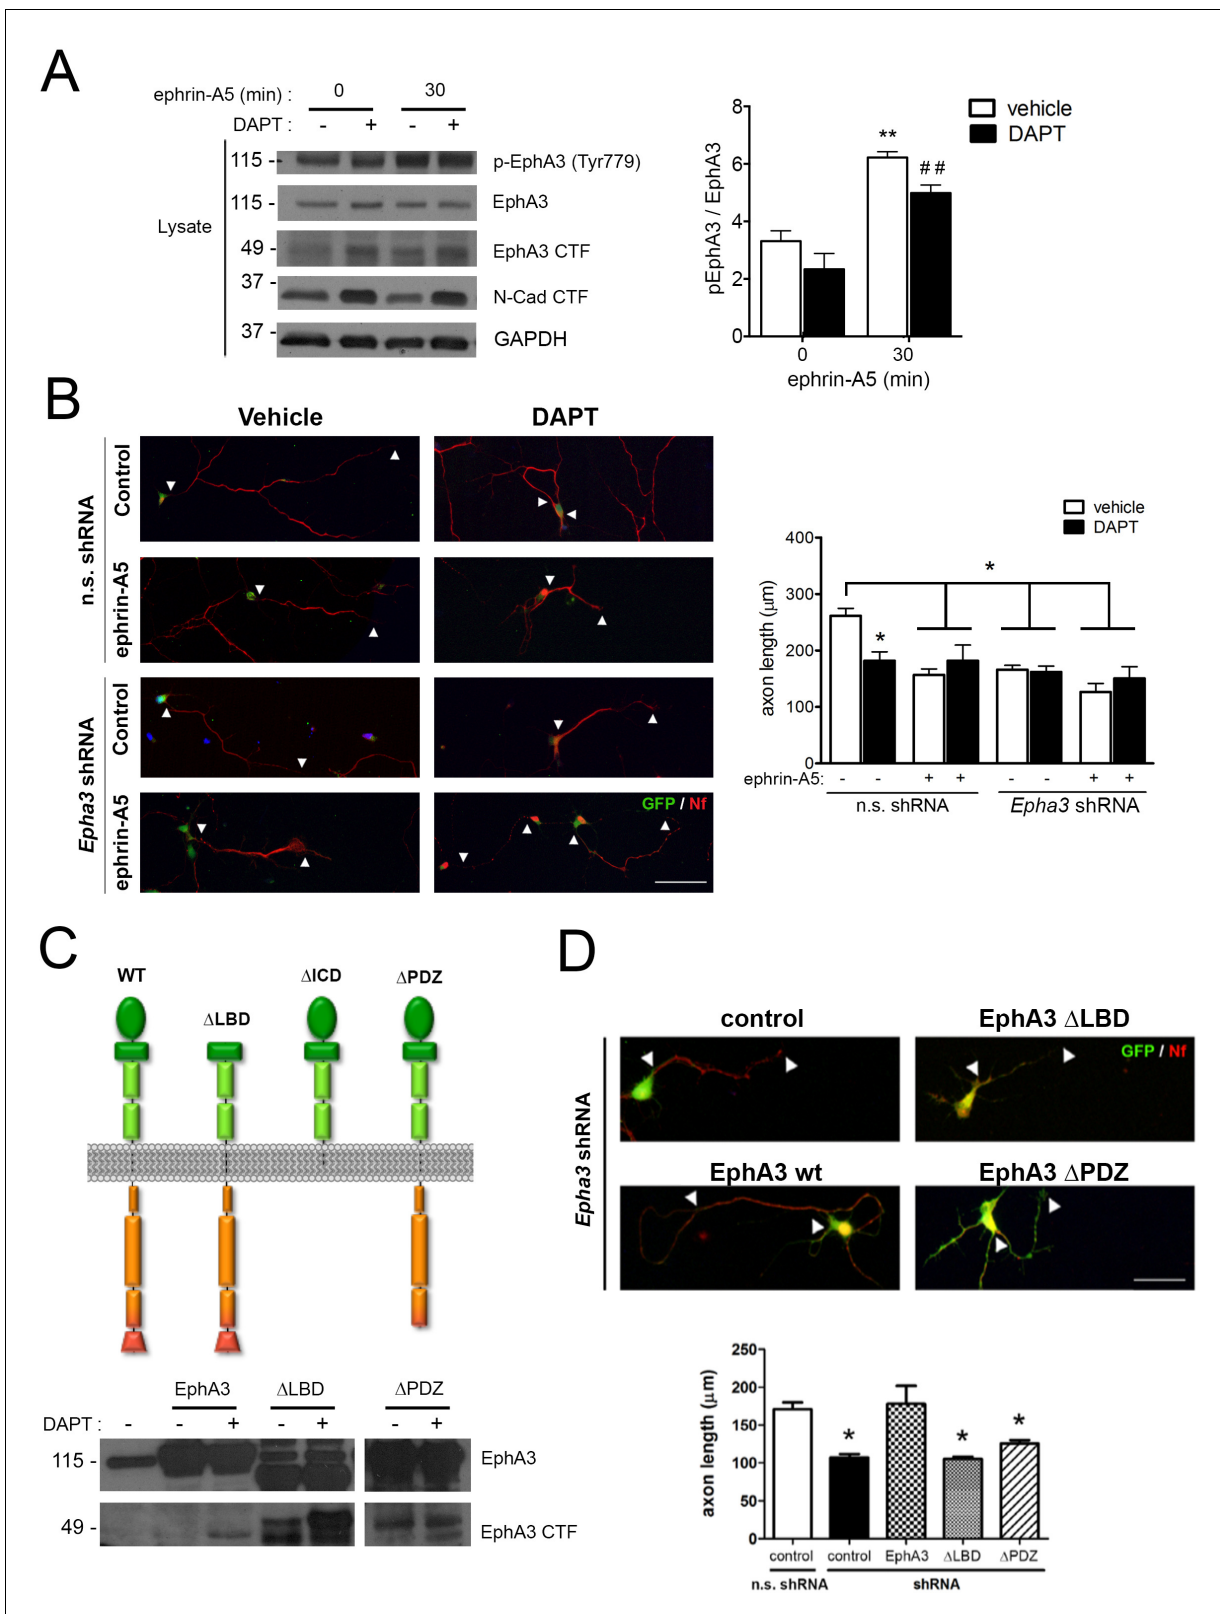 A
ephrin-A5 (min) : 0 30
DAPT : - + - +
Lysate
115 - p-EphA3 (Tyr779)
115 - EphA3
49 - EphA3 CTF
37 - N-Cad CTF
37 - GAPDH
vehicle
DAPT
pEphA3 / EphA3
8
6
4
2
0
**
##
0 30
ephrin-A5 (min)
B
Vehicle DAPT
n.s. shRNA
Control
ephrin-A5
Epha3 shRNA
Control
ephrin-A5
GFP / Nf
vehicle
DAPT
axon length (μm)
400
300
200
100
0
*
*
ephrin-A5: - - + + - - + +
n.s. shRNA Epha3 shRNA
C
WT
ΔLBD
ΔICD
ΔPDZ
EphA3 ΔLBD ΔPDZ
DAPT : - - + - + - +
115 - EphA3
49 - EphA3 CTF
D
Epha3 shRNA
control EphA3 ΔLBD
GFP / Nf
EphA3 wt EphA3 ΔPDZ
axon length (μm)
250
200
150
100
50
0
* * *
control control EphA3 ΔLBD ΔPDZ
n.s. shRNA shRNA